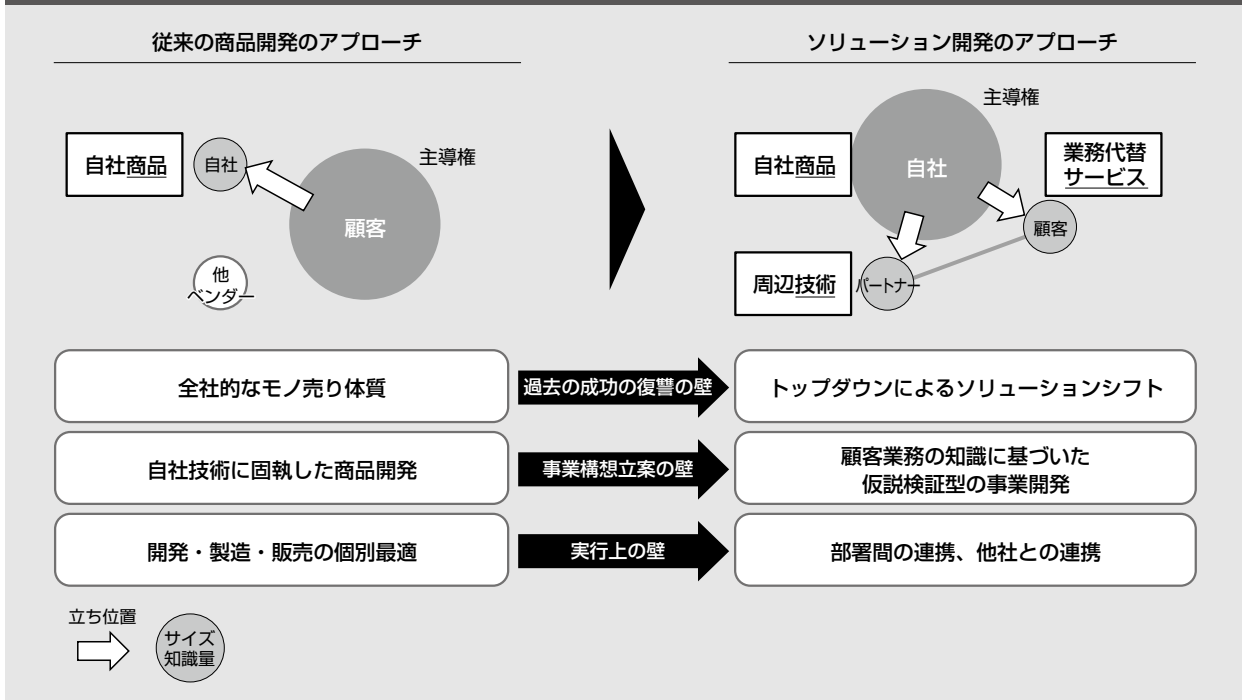 従来の商品開発のアプローチ
自社商品
自社
主導権
顧客
他
ベンダー
ソリューション開発のアプローチ
主導権
自社商品
自社
業務代替
サービス
顧客
周辺技術
パートナー
全社的なモノ売り体質
過去の成功の復讐の壁
トップダウンによるソリューションシフト
自社技術に固執した商品開発
事業構想立案の壁
顧客業務の知識に基づいた
仮説検証型の事業開発
開発・製造・販売の個別最適
実行上の壁
部署間の連携、他社との連携
立ち位置
サイズ
知識量